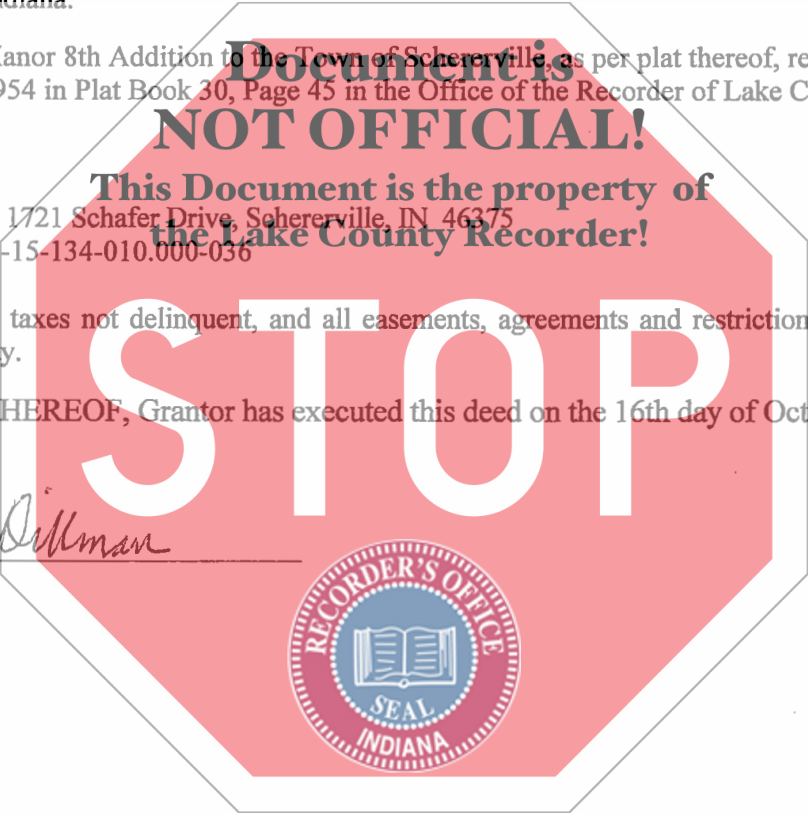 Indiana.
Manor 8th Addition to the Town of Schererville, as per plat thereof, re
954 in Plat Book 30, Page 45 in the Office of the Recorder of Lake C
Document is
NOT OFFICIAL!
This Document is the property of
the Lake County Recorder!
1721 Schafer Drive, Schererville, IN 46375
-15-134-010.000-036
taxes not delinquent, and all easements, agreements and restriction
y.
HEREOF, Grantor has executed this deed on the 16th day of Oct
STOP
Dillman
RECORDER'S OFFICE
SEAL
INDIANA